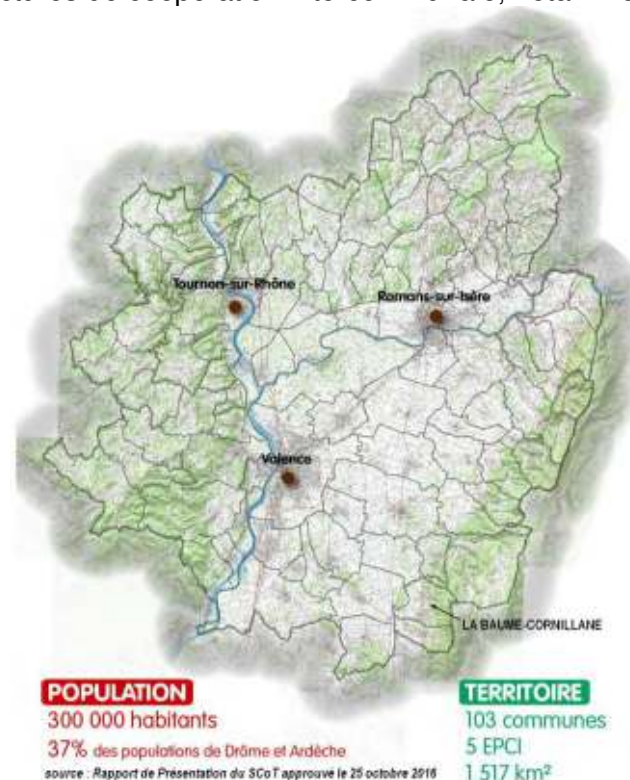 Tournon-sur-Rhône
Romans-sur-Isère
Valence
LA BAUME-CORNILLANE
POPULATION
300 000 habitants
37% des populations de Drôme et Ardèche
source : Rapport de Présentation du SCoT approuvé le 25 octobre 2016
TERRITOIRE
103 communes
5 EPCI
1 517 km²